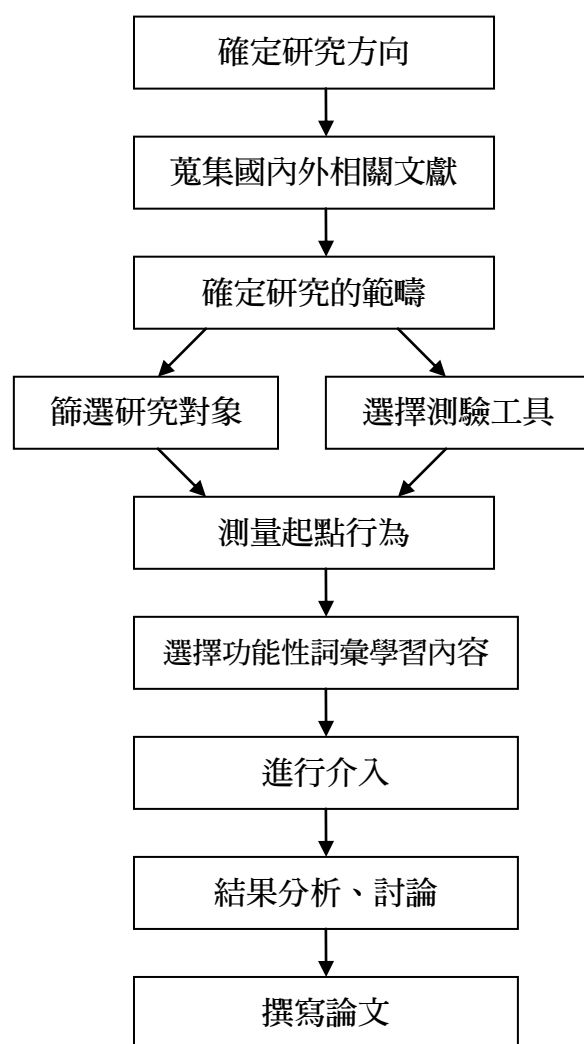 確定研究方向
蒐集國內外相關文獻
確定研究的範疇
篩選研究對象
選擇測驗工具
測量起點行為
選擇功能性詞彙學習內容
進行介入
結果分析、討論
撰寫論文